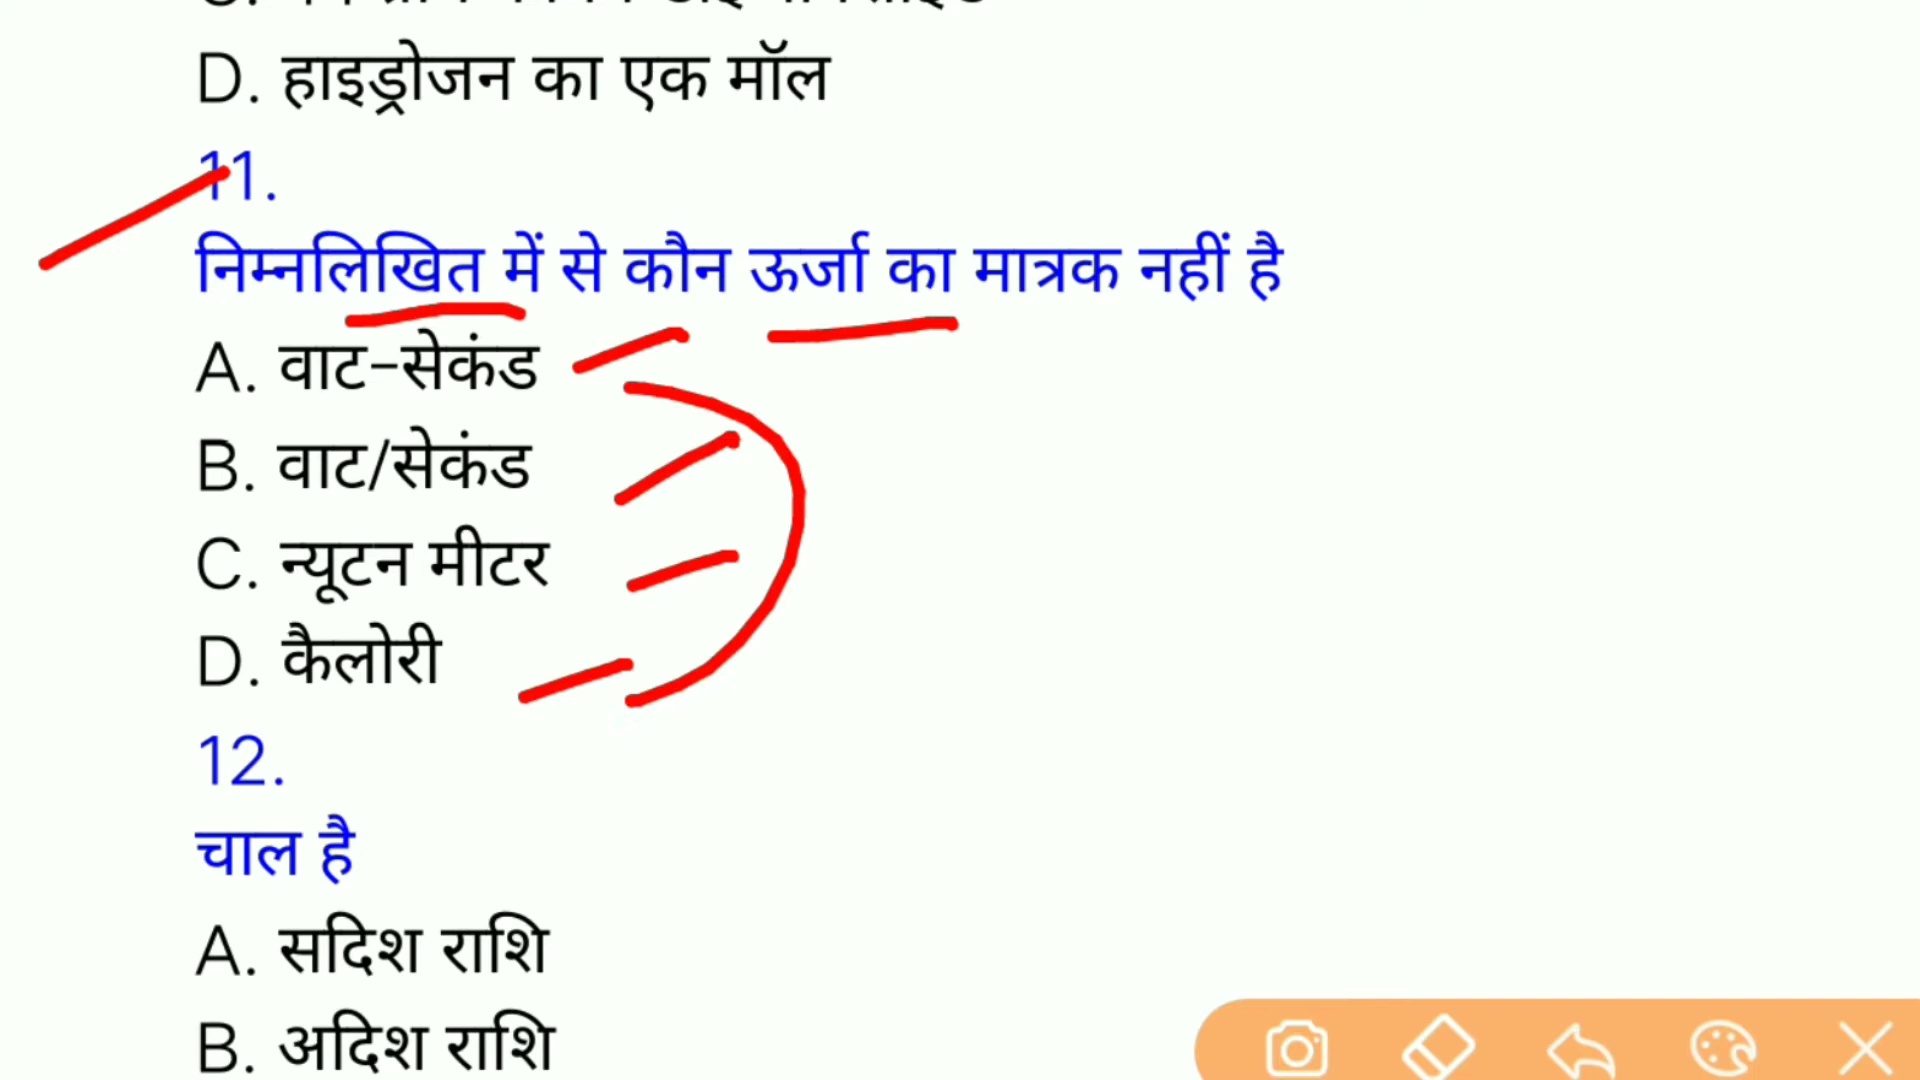 D. हाइड्रोजन का एक मॉल
11.
निम्नलिखित में से कौन ऊर्जा का मात्रक नहीं है
A. वाट-सेकंड
B. वाट/सेकंड
C. न्यूटन मीटर
D. कैलोरी
12.
चाल है
A. सदिश राशि
B. अदिश राशि